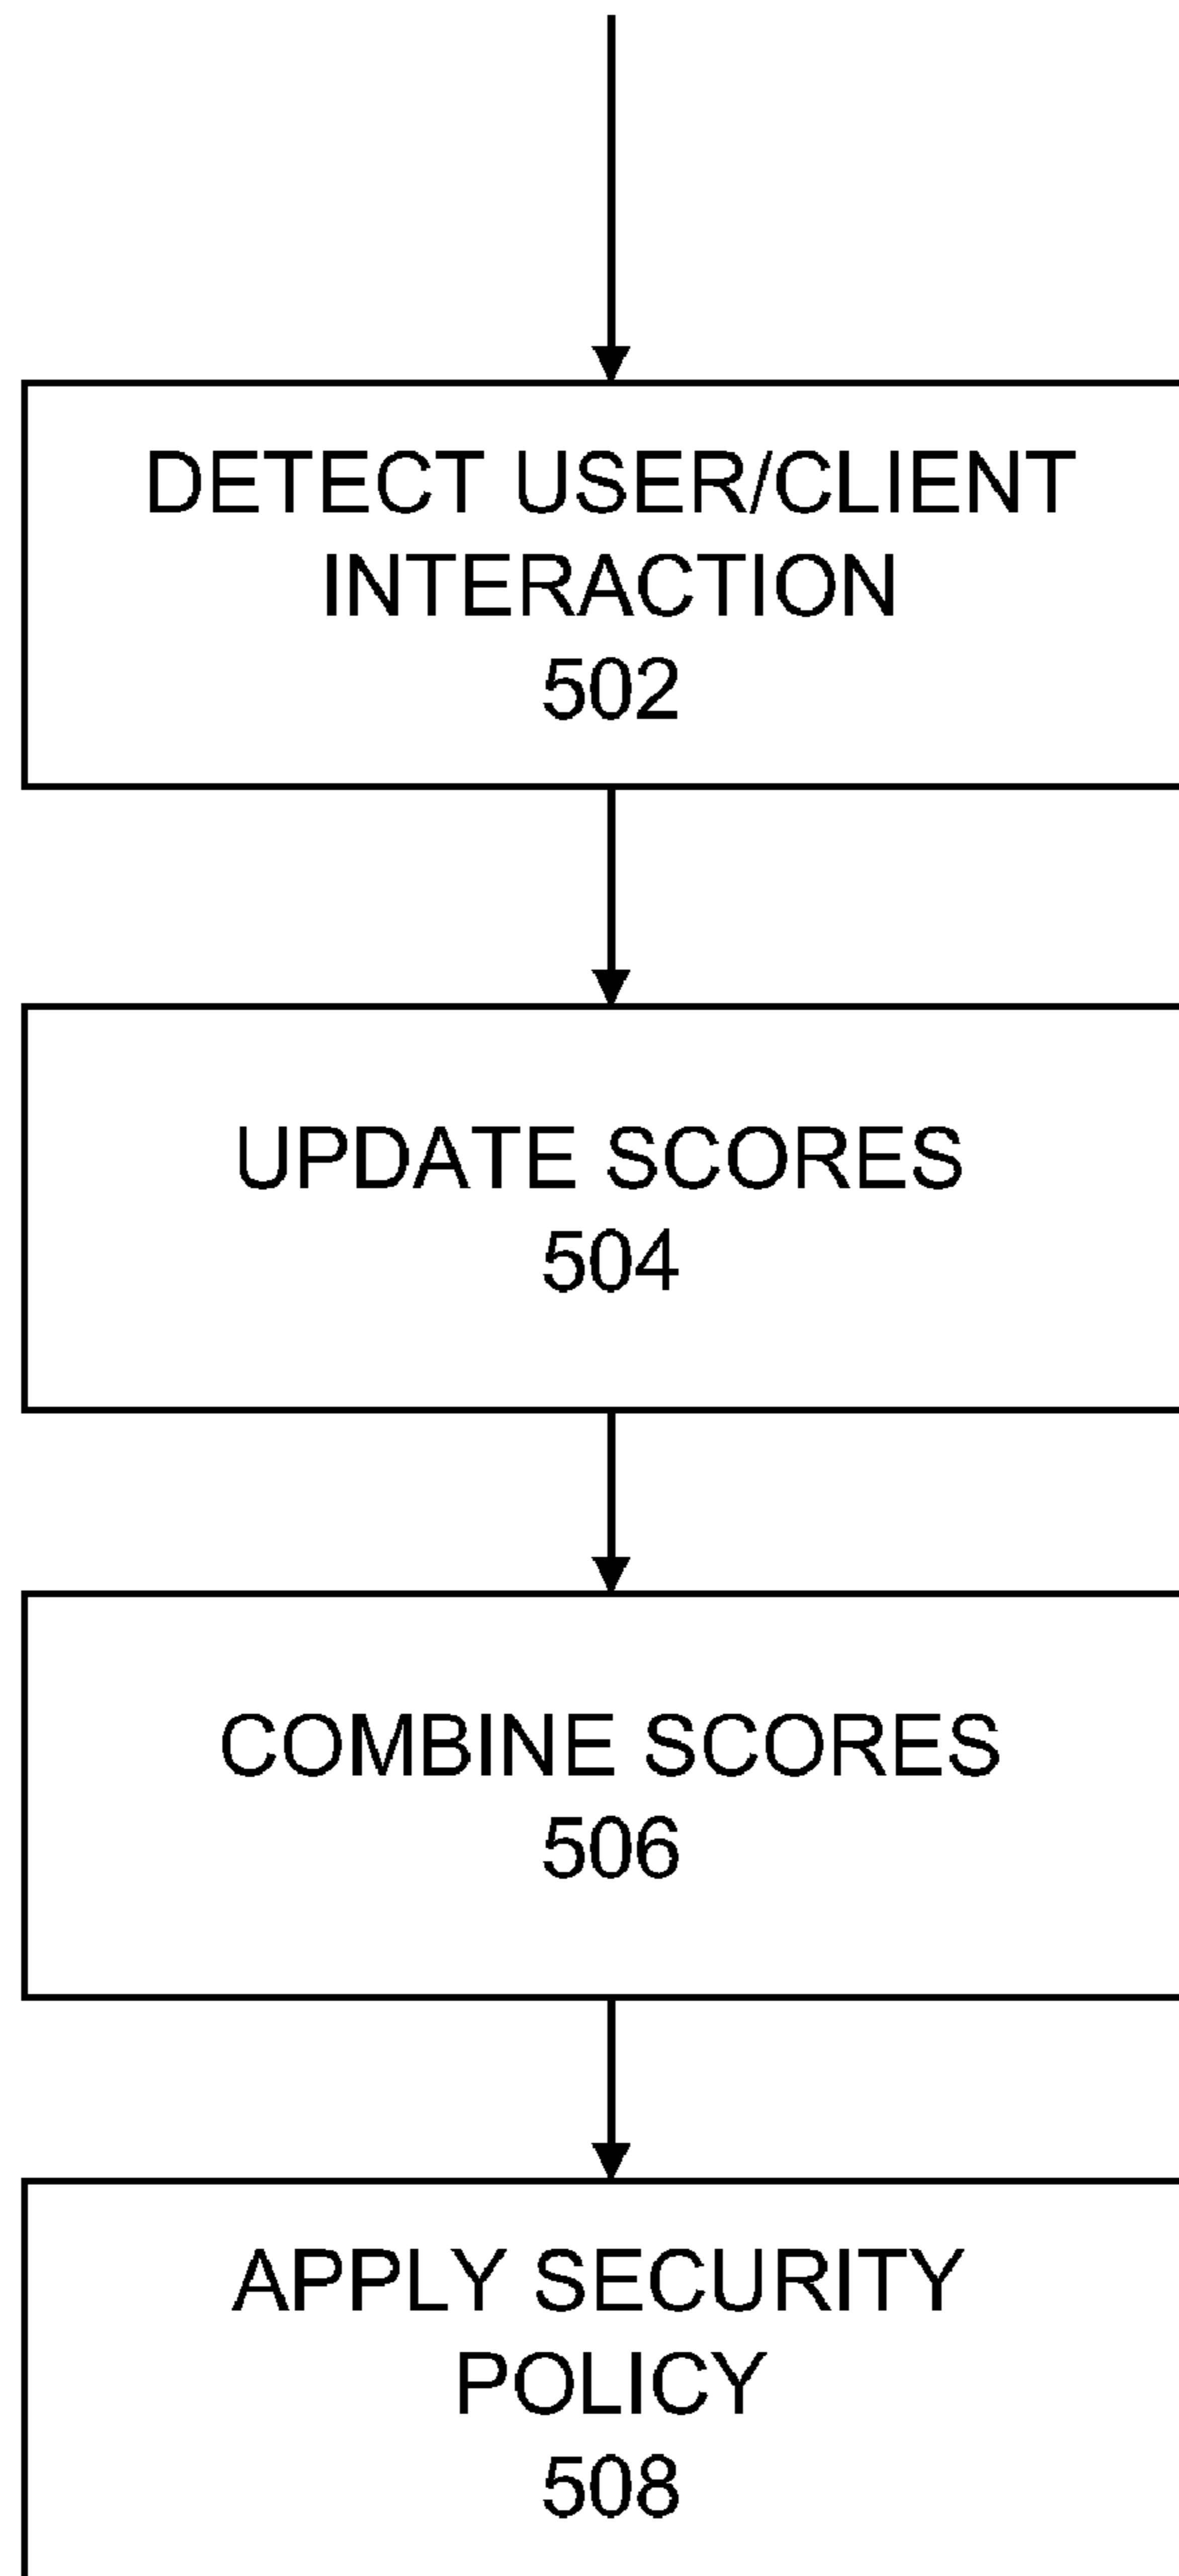 DETECT USER/CLIENT
INTERACTION
502
UPDATE SCORES
504
COMBINE SCORES
506
APPLY SECURITY
POLICY
508